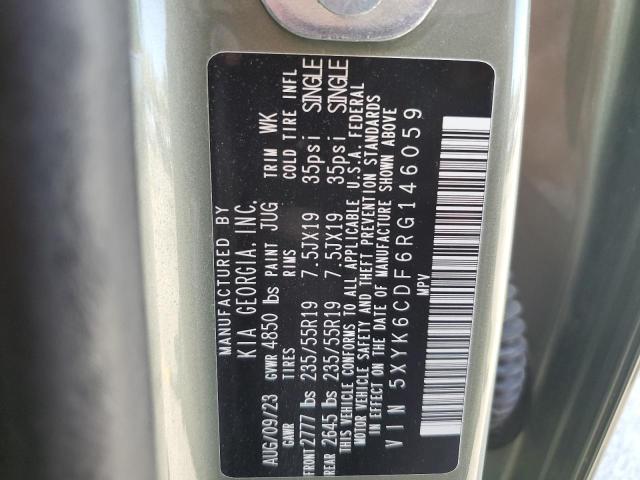 MANUFACTURED BY
KIA GEORGIA, INC.
AUG/09/23 GVWR 4850 lbs PAINT JUG TRIM WK
GAWR TIRES RIMS COLD TIRE INFL
FRONT 2777 lbs 235/55R19 7.5JX19 35psi SINGLE
REAR 2645 lbs 235/55R19 7.5JX19 35psi SINGLE
THIS VEHICLE CONFORMS TO ALL APPLICABLE U.S.A. FEDERAL
MOTOR VEHICLE SAFETY AND THEFT PREVENTION STANDARDS
IN EFFECT ON THE DATE OF MANUFACTURE SHOWN ABOVE
VIN 5XYK6CDF6RG146059
MPV